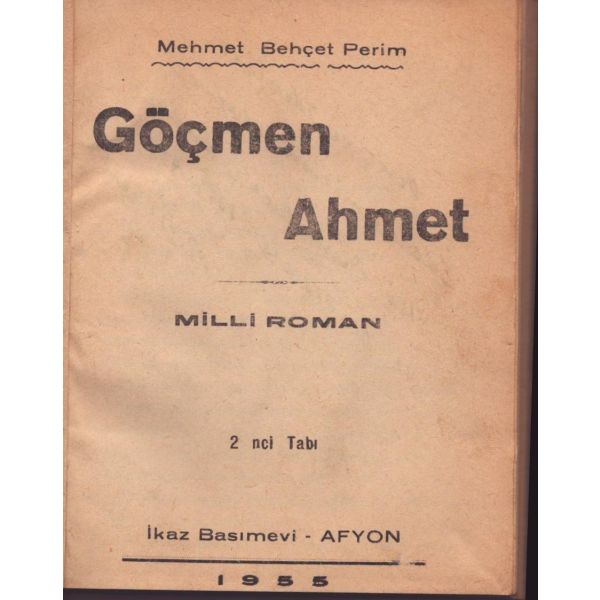 Mehmet Behçet Perim
Göçmen
Ahmet
MİLLİ ROMAN
2 nci Tabı
İkaz Basımevi - AFYON
1955